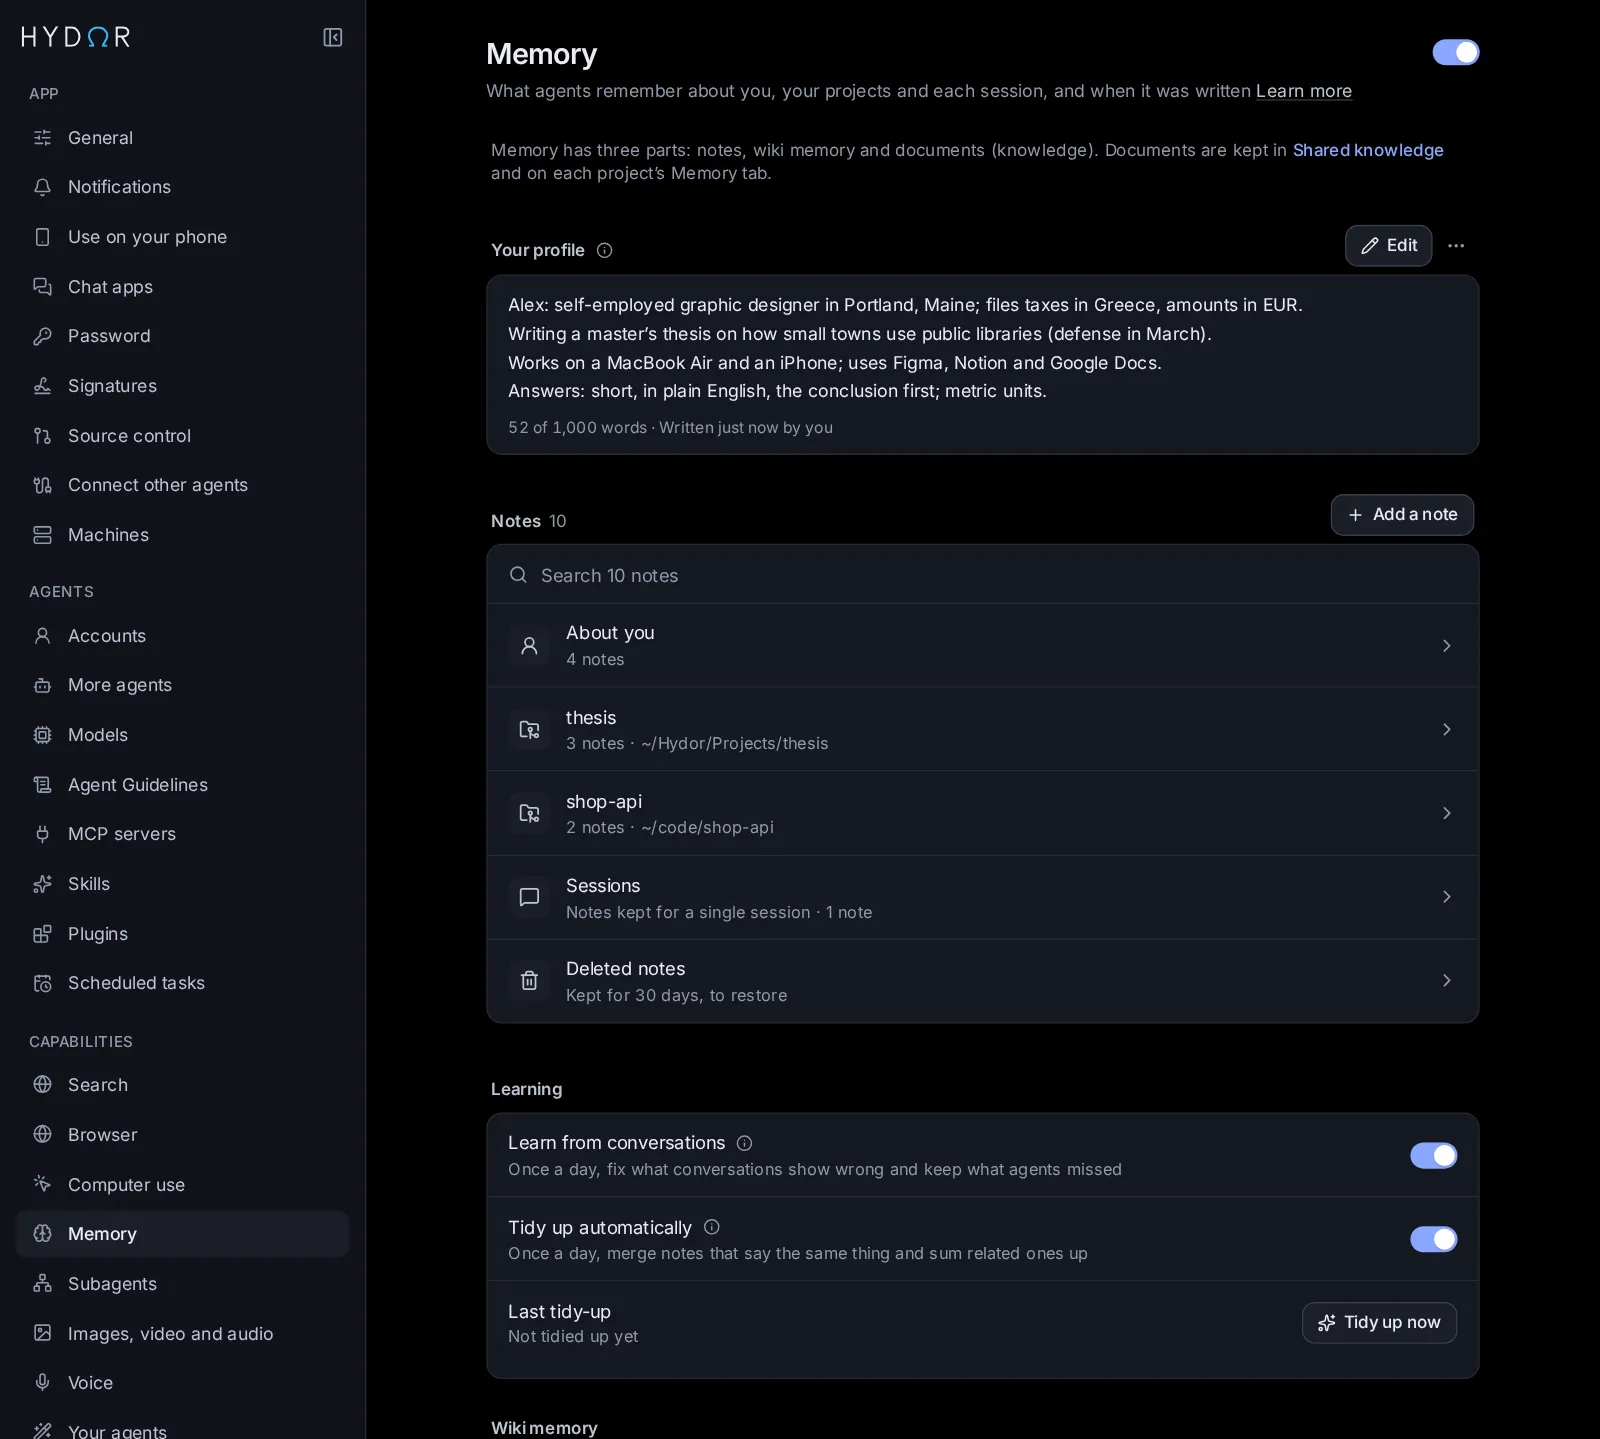 HYDΩR
APP
General
Notifications
Use on your phone
Chat apps
Password
Signatures
Source control
Connect other agents
Machines
AGENTS
Accounts
More agents
Models
Agent Guidelines
MCP servers
Skills
Plugins
Scheduled tasks
CAPABILITIES
Search
Browser
Computer use
Memory
Subagents
Images, video and audio
Voice
Your agents
Memory
What agents remember about you, your projects and each session, and when it was written Learn more
Memory has three parts: notes, wiki memory and documents (knowledge). Documents are kept in Shared knowledge
and on each project’s Memory tab.
Your profile
Edit
Alex: self-employed graphic designer in Portland, Maine; files taxes in Greece, amounts in EUR.
Writing a master’s thesis on how small towns use public libraries (defense in March).
Works on a MacBook Air and an iPhone; uses Figma, Notion and Google Docs.
Answers: short, in plain English, the conclusion first; metric units.
52 of 1,000 words · Written just now by you
Notes 10
Add a note
Search 10 notes
About you
4 notes
thesis
3 notes · ~/Hydor/Projects/thesis
shop-api
2 notes · ~/code/shop-api
Sessions
Notes kept for a single session · 1 note
Deleted notes
Kept for 30 days, to restore
Learning
Learn from conversations
Once a day, fix what conversations show wrong and keep what agents missed
Tidy up automatically
Once a day, merge notes that say the same thing and sum related ones up
Last tidy-up
Not tidied up yet
Tidy up now
Wiki memory